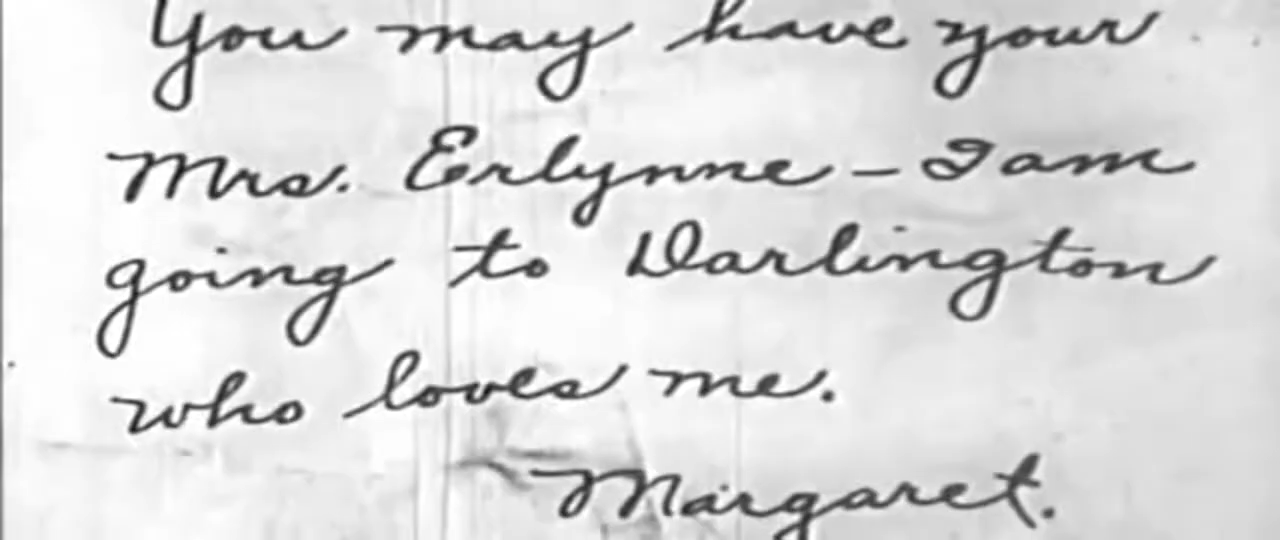 You may have your
Mrs. Erlynne – I am
going to Darlington
who loves me.
Margaret.